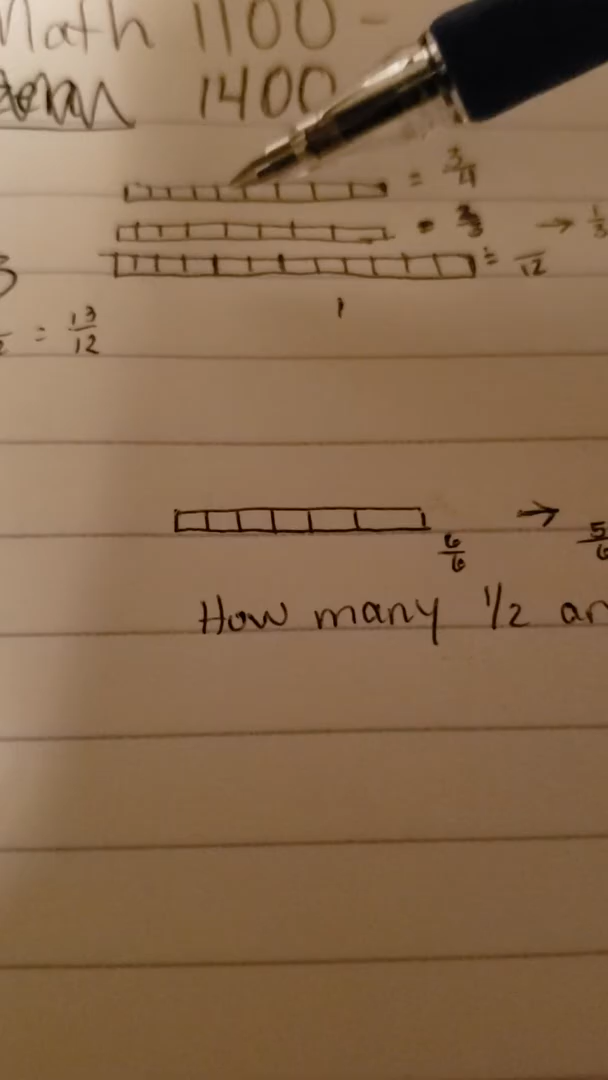 Math 1100 -
1400
= 3/4
2/3 → 1/3
= /12
= 13/12
6/6 → 5/6
How many 1/2 ar